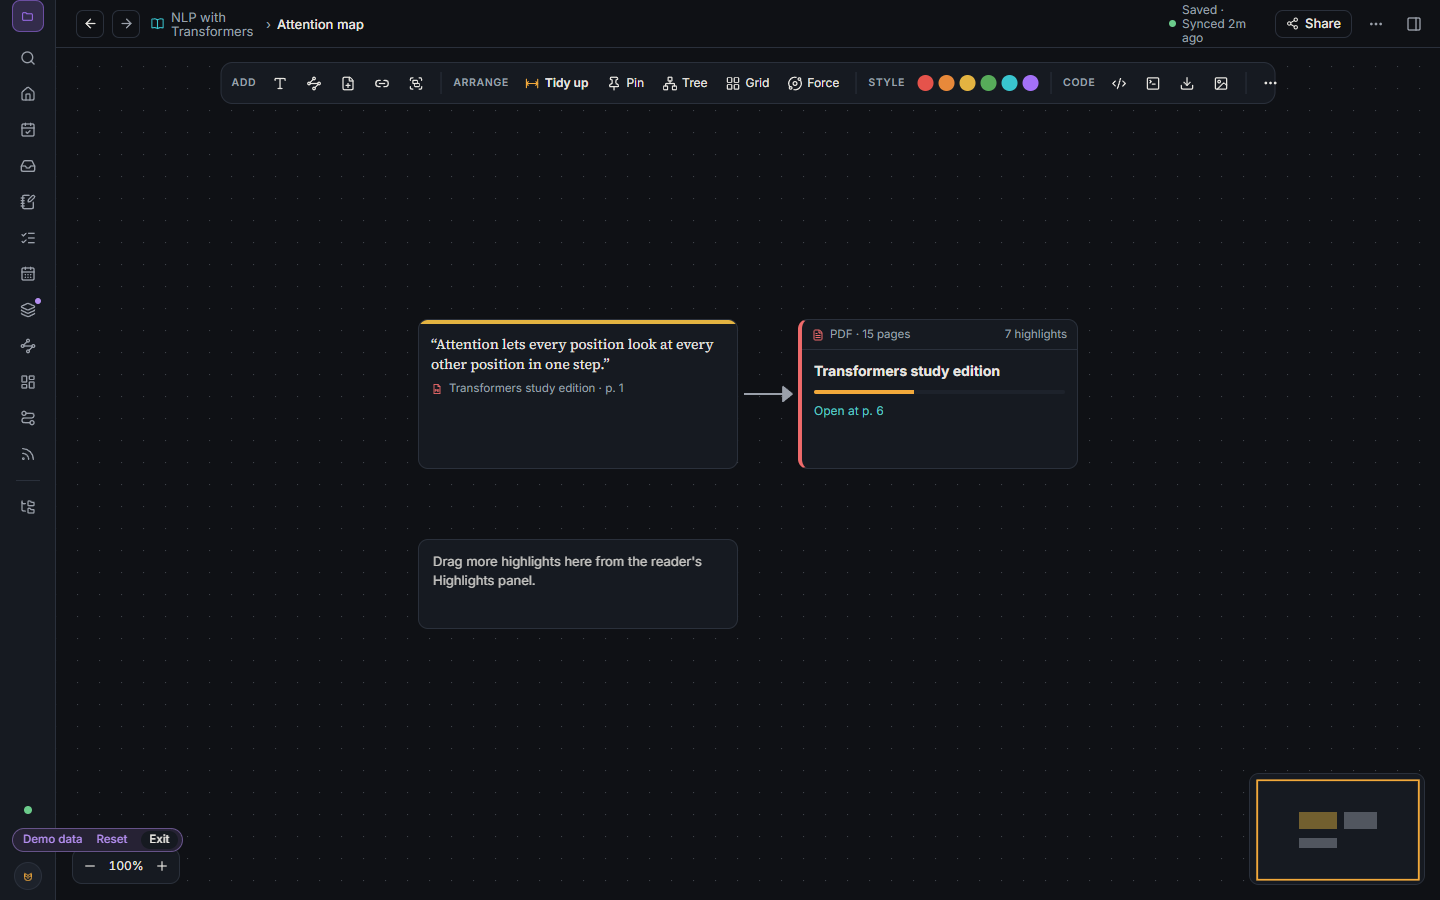 NLP with
Transformers
› Attention map
Saved ·
Synced 2m
ago
Share
ADD
ARRANGE
Tidy up
Pin
Tree
Grid
Force
STYLE
CODE
“Attention lets every position look at every
other position in one step.”
Transformers study edition · p. 1
PDF · 15 pages
7 highlights
Transformers study edition
Open at p. 6
Drag more highlights here from the reader's
Highlights panel.
Demo data Reset Exit
− 100% +